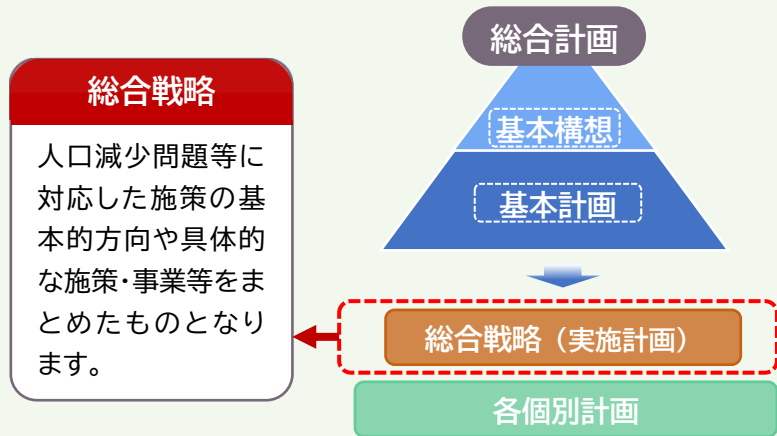 総合計画
基本構想
基本計画
総合戦略
人口減少問題等に
対応した施策の基
本的方向や具体的
な施策・事業等をま
とめたものとなり
ます。
総合戦略（実施計画）
各個別計画